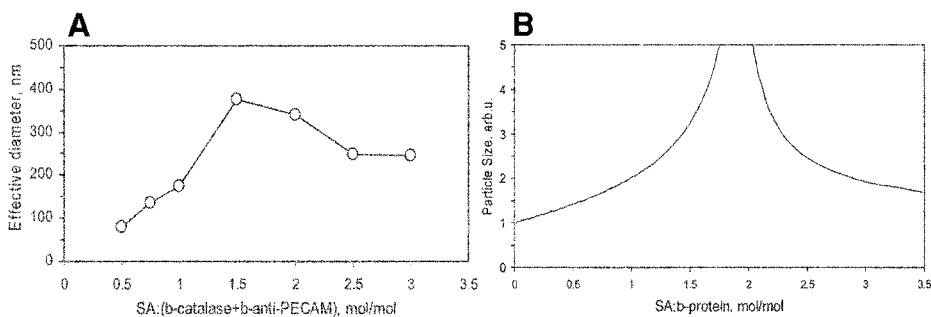 A
500
400
300
200
100
0
Effective diameter, nm
0 0.5 1 1.5 2 2.5 3 3.5
SA:(b-catalase+b-anti-PECAM), mol/mol
B
5
4
3
2
1
0
Particle Size, arb.u.
0 0.5 1 1.5 2 2.5 3 3.5
SA:b-protein, mol/mol